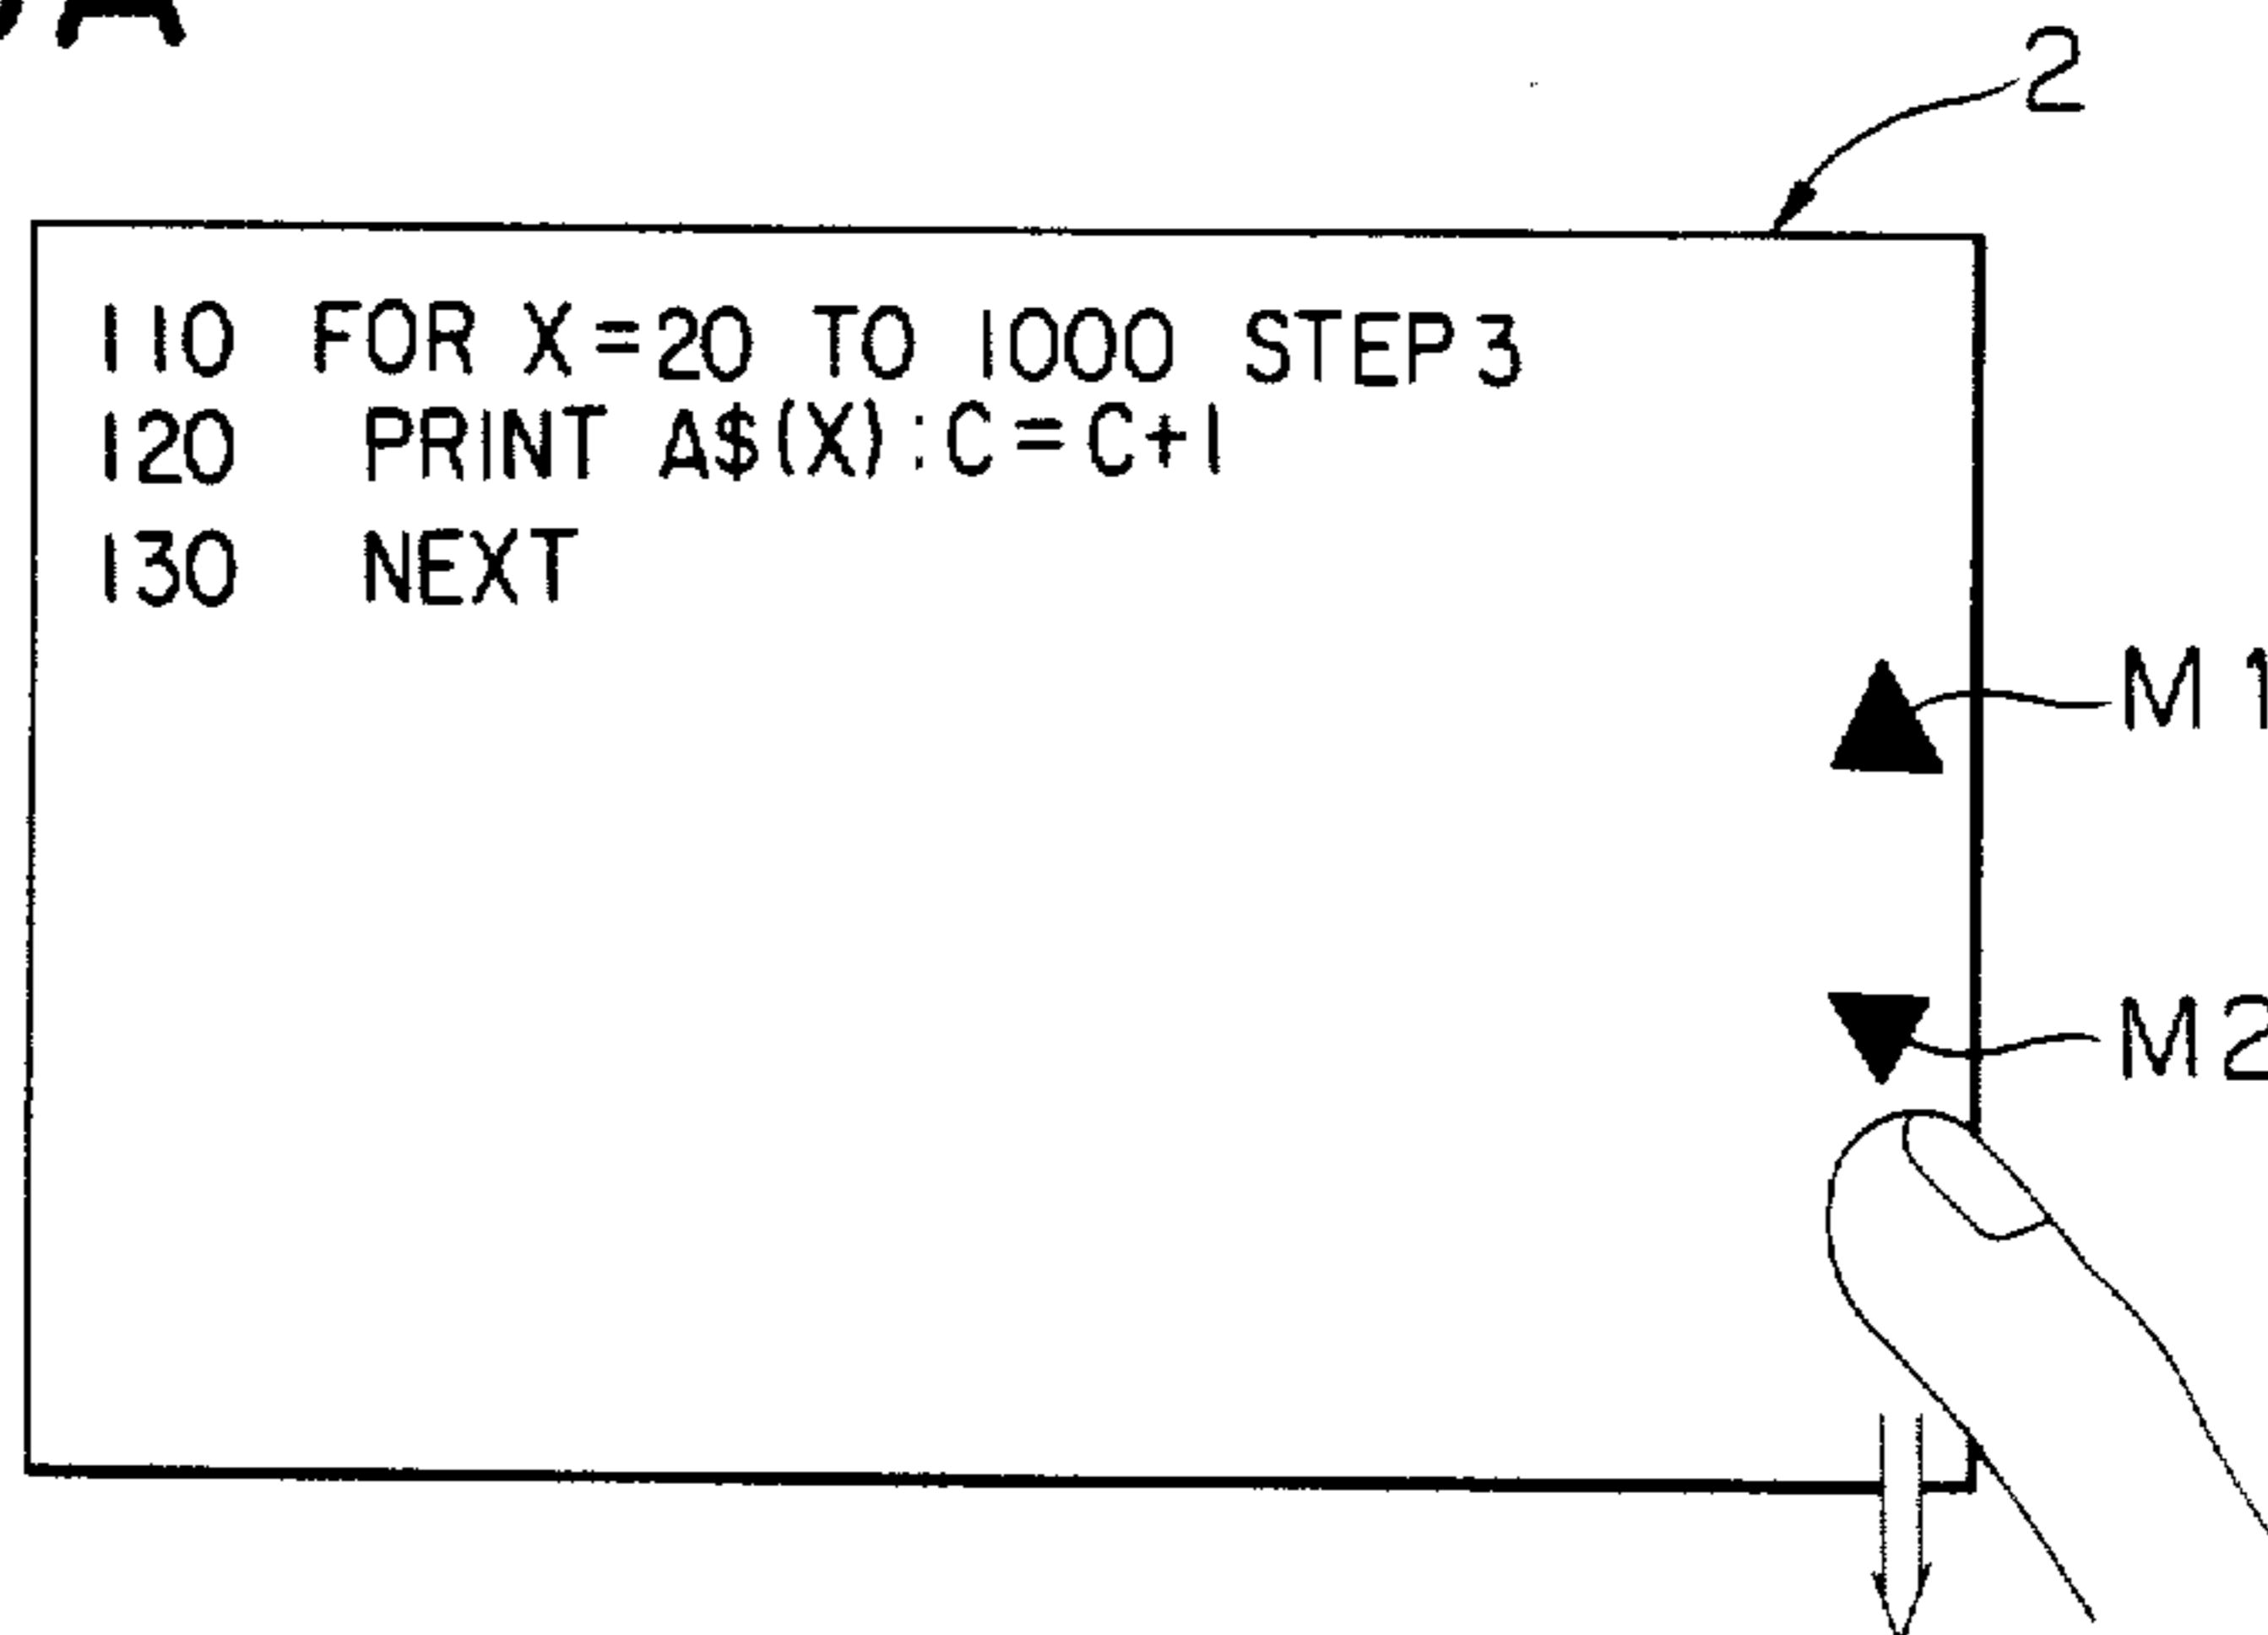 2
110 FOR X=20 TO 1000 STEP3
120 PRINT A$(X):C=C+1
130 NEXT
M1
M2